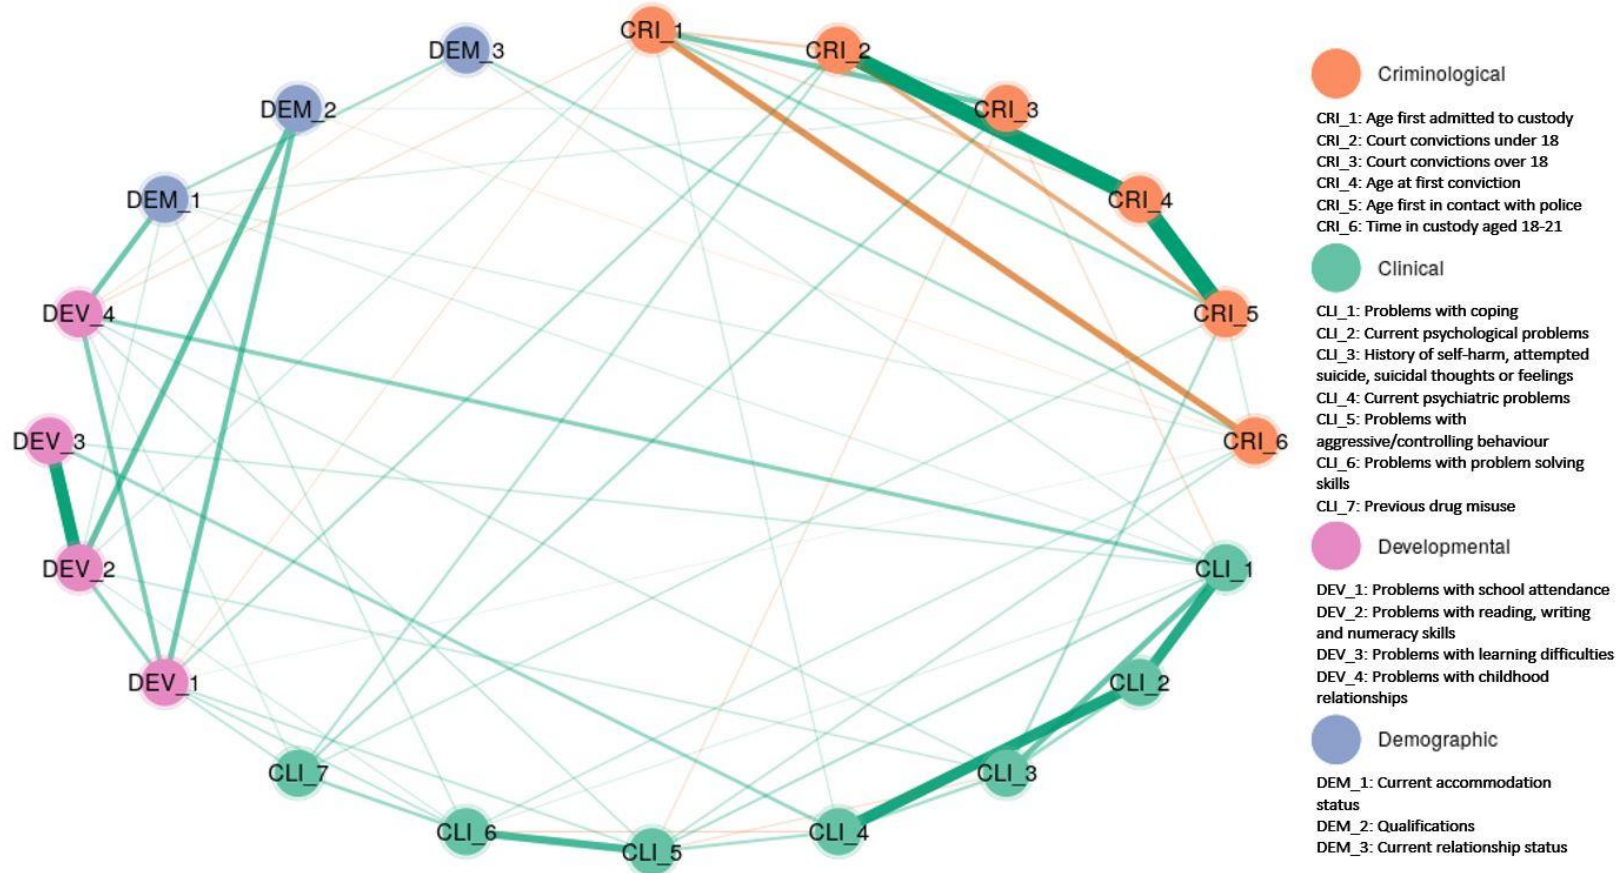 CRI_1
DEM_3
CRI_2
DEM_2
CRI_3
DEM_1
CRI_4
DEV_4
CRI_5
DEV_3
CRI_6
DEV_2
CLI_1
DEV_1
CLI_2
CLI_7
CLI_3
CLI_6
CLI_4
CLI_5
Criminological
CRI_1: Age first admitted to custody
CRI_2: Court convictions under 18
CRI_3: Court convictions over 18
CRI_4: Age at first conviction
CRI_5: Age first in contact with police
CRI_6: Time in custody aged 18-21
Clinical
CLI_1: Problems with coping
CLI_2: Current psychological problems
CLI_3: History of self-harm, attempted
suicide, suicidal thoughts or feelings
CLI_4: Current psychiatric problems
CLI_5: Problems with
aggressive/controlling behaviour
CLI_6: Problems with problem solving
skills
CLI_7: Previous drug misuse
Developmental
DEV_1: Problems with school attendance
DEV_2: Problems with reading, writing
and numeracy skills
DEV_3: Problems with learning difficulties
DEV_4: Problems with childhood
relationships
Demographic
DEM_1: Current accommodation
status
DEM_2: Qualifications
DEM_3: Current relationship status